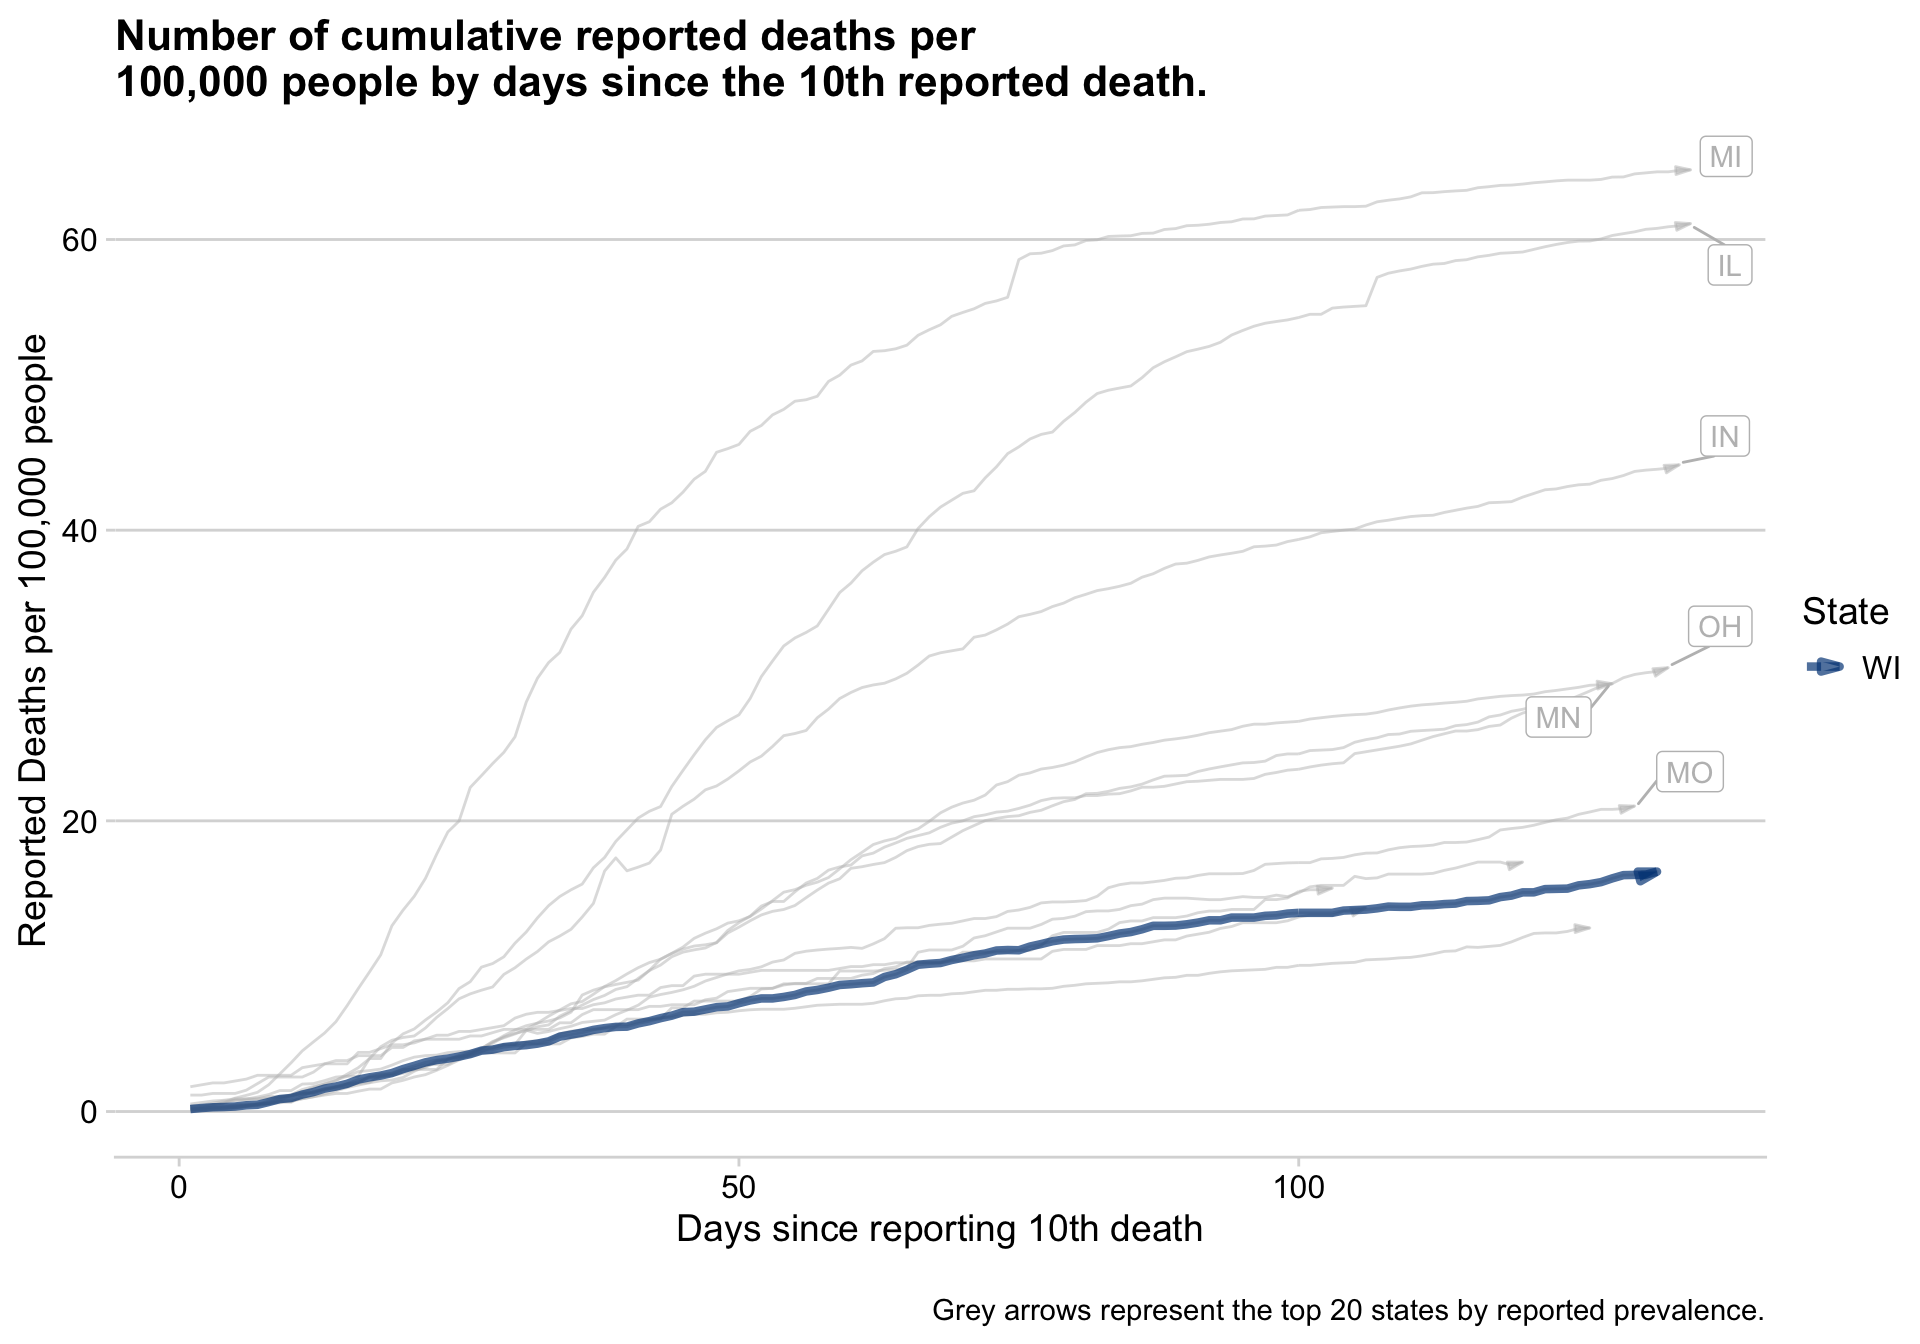 Number of cumulative reported deaths per
100,000 people by days since the 10th reported death.
Reported Deaths per 100,000 people
60
40
20
0
MI
IL
IN
OH
MN
MO
State
WI
0
50
100
Days since reporting 10th death
Grey arrows represent the top 20 states by reported prevalence.